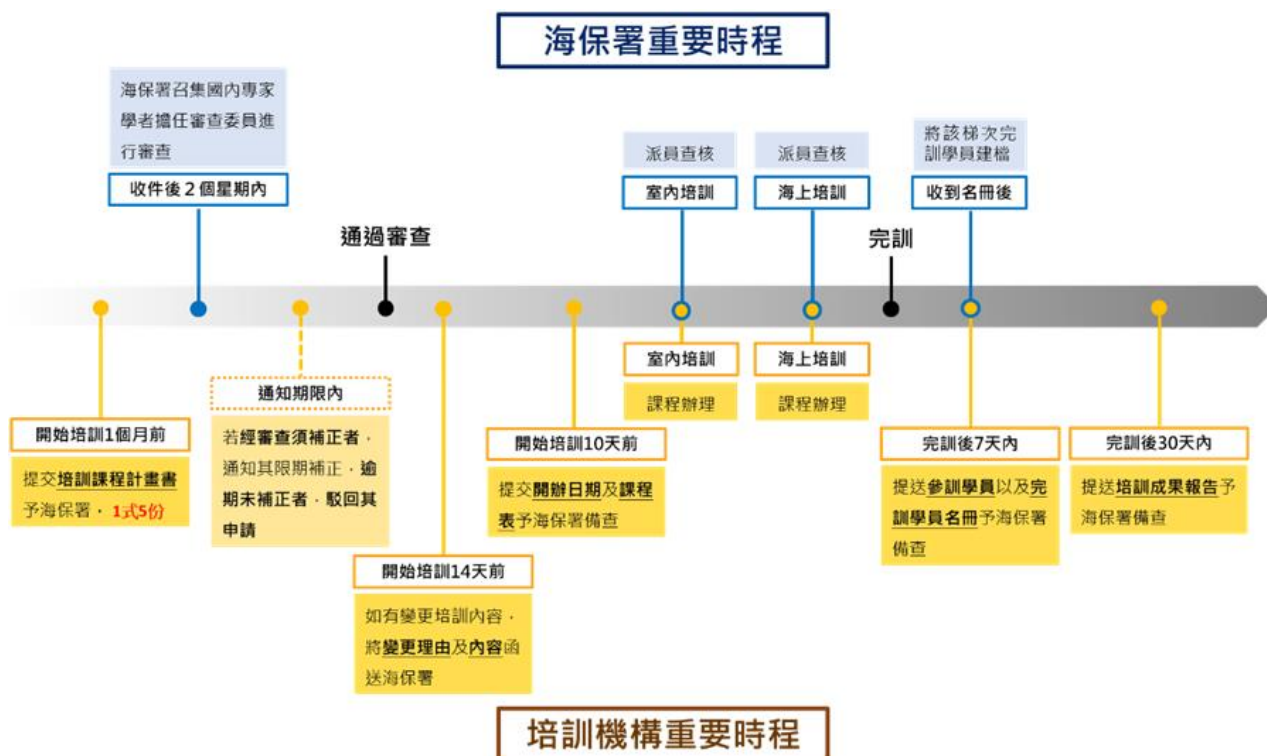 海保署重要時程
海保署召集國內專家
學者擔任審查委員進
行審查
收件後2個星期內
派員查核
室內培訓
派員查核
海上培訓
將該梯次完
訓學員建檔
收到名冊後
通過審查
完訓
開始培訓1個月前
提交培訓課程計畫書
予海保署，1式5份
通知期限內
若經審查須補正者，
通知其限期補正，逾
期未補正者，駁回其
申請
開始培訓14天前
如有變更培訓內容，
將變更理由及內容函
送海保署
開始培訓10天前
提交開辦日期及課程
表予海保署備查
室內培訓
課程辦理
海上培訓
課程辦理
完訓後7天內
提送參訓學員以及完
訓學員名冊予海保署
備查
完訓後30天內
提送培訓成果報告予
海保署備查
培訓機構重要時程